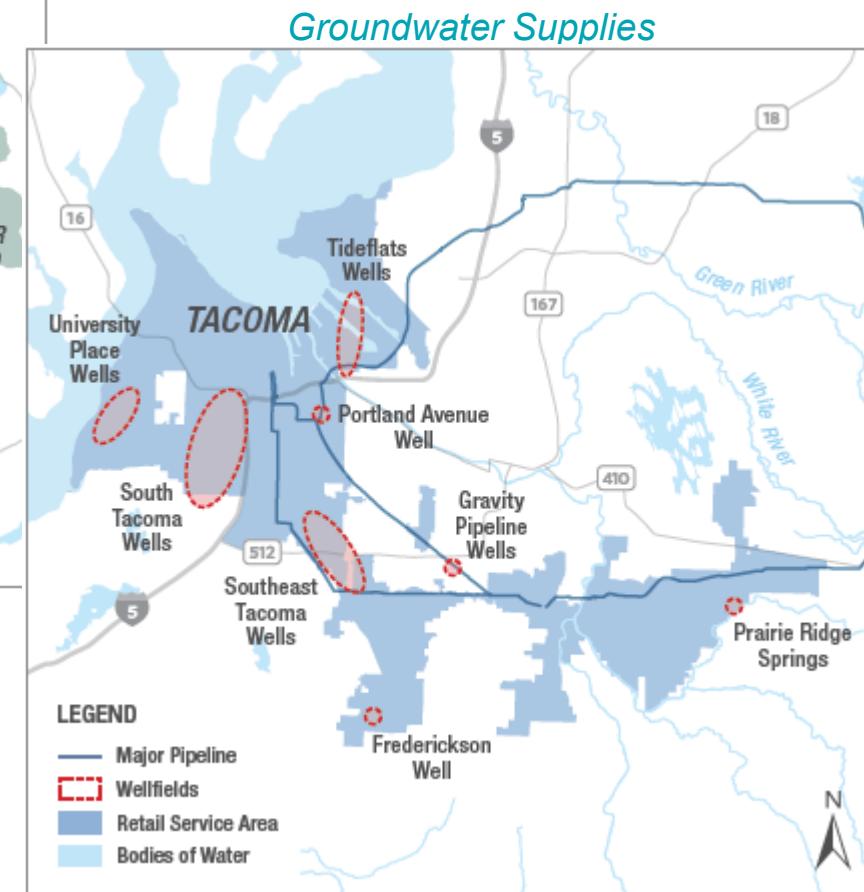 Groundwater Supplies
5
18
16
R
Tideflats
Wells
Green River
167
TACOMA
University
Place
Wells
White River
Portland Avenue
Well
410
South
Tacoma
Wells
Gravity
Pipeline
Wells
512
Southeast
Tacoma
Wells
5
Prairie Ridge
Springs
Frederickson
Well
LEGEND
Major Pipeline
Wellfields
Retail Service Area
Bodies of Water
N